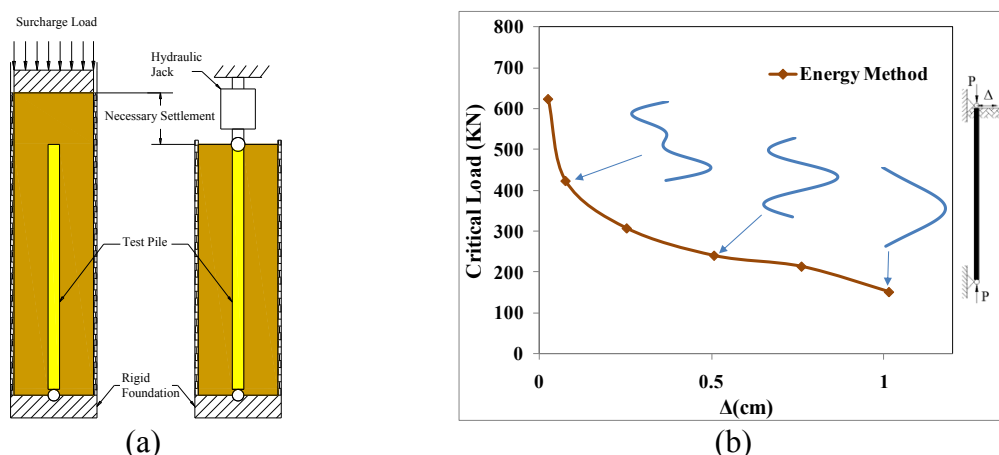 Surcharge Load
Hydraulic
Jack
Necessary Settlement
Test Pile
Rigid
Foundation
(a)
Critical Load (KN)
800
700
600
500
400
300
200
100
0
0
0.5
1
Δ(cm)
Energy Method
P
Δ
P
(b)